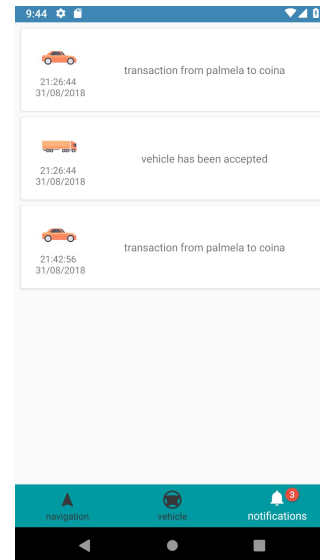 9:44
21:26:44
31/08/2018
transaction from palmela to coina
21:26:44
31/08/2018
vehicle has been accepted
21:42:56
31/08/2018
transaction from palmela to coina
navigation
vehicle
3
notifications